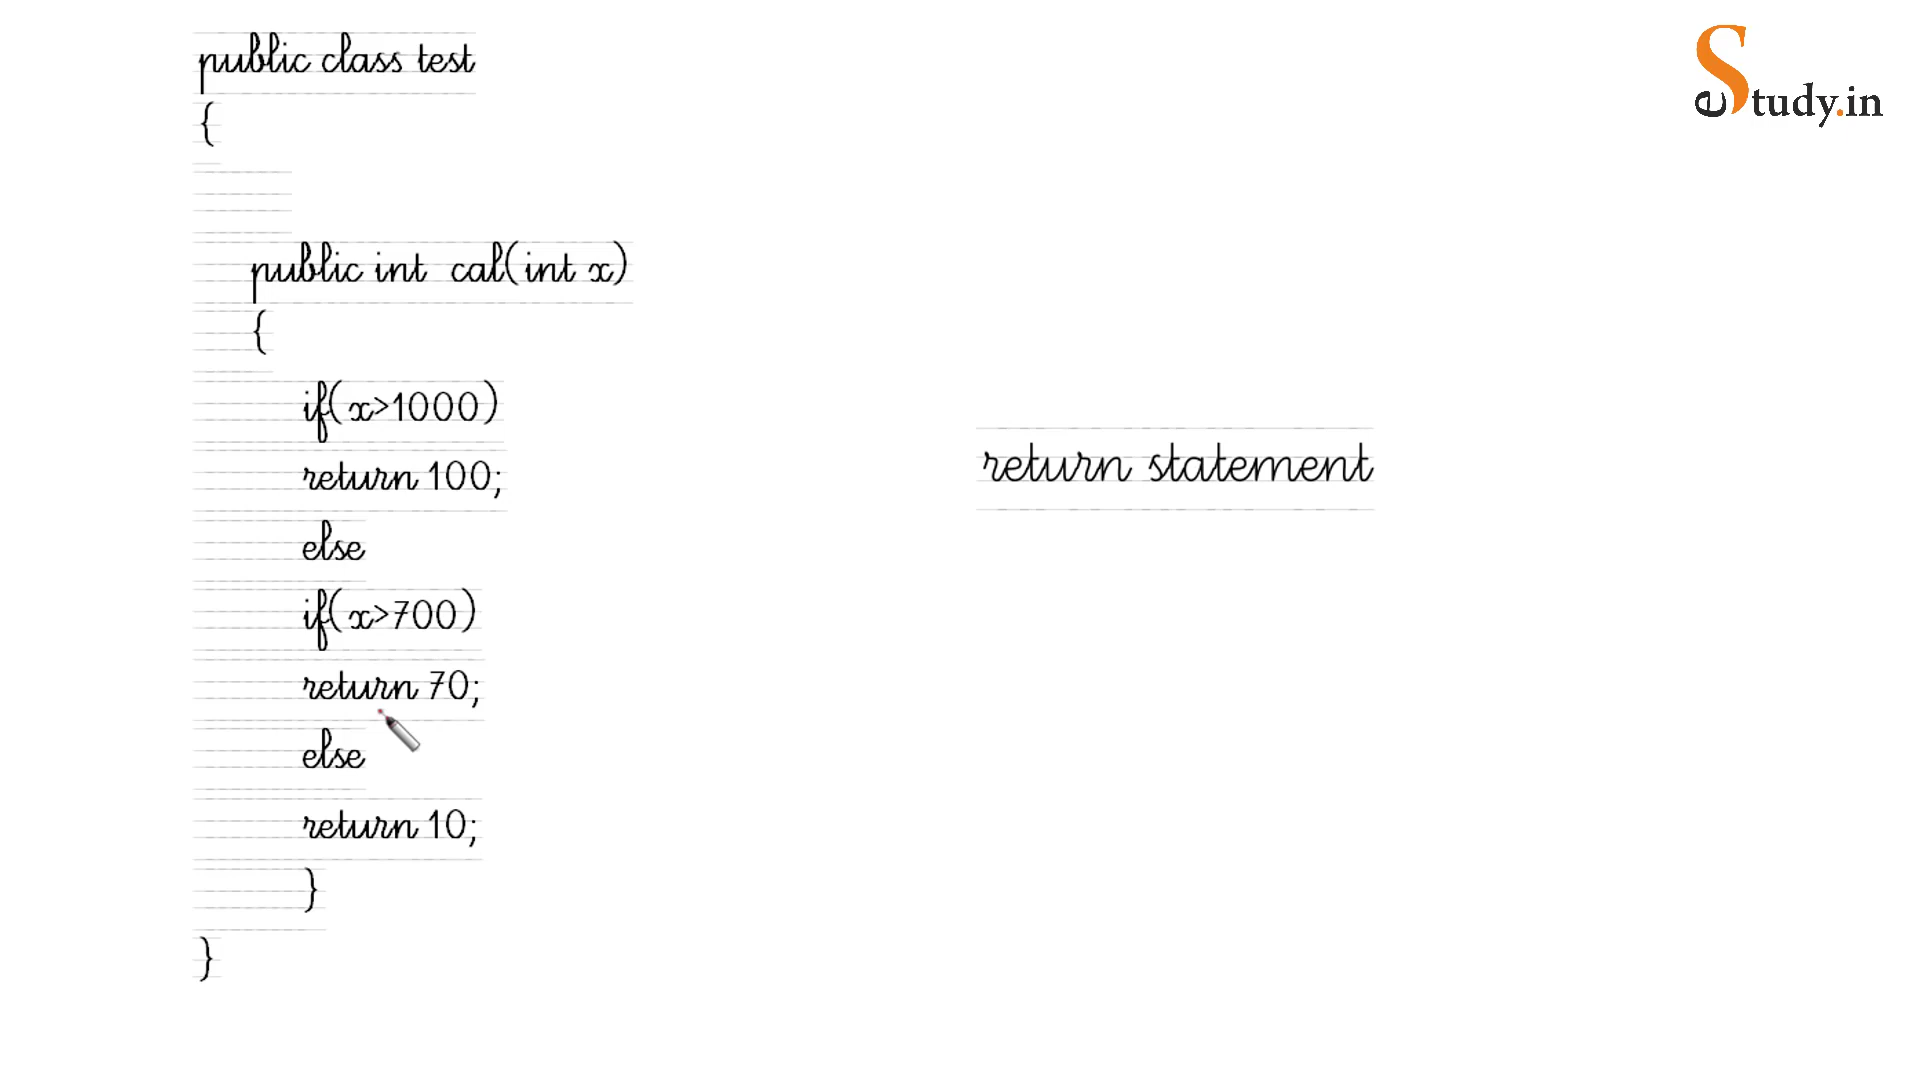 public class test
{
public int cal(int x)
{
if(x>1000)
return 100;
else
if(x>700)
return 70;
else
return 10;
}
}
return statement
eStudy.in